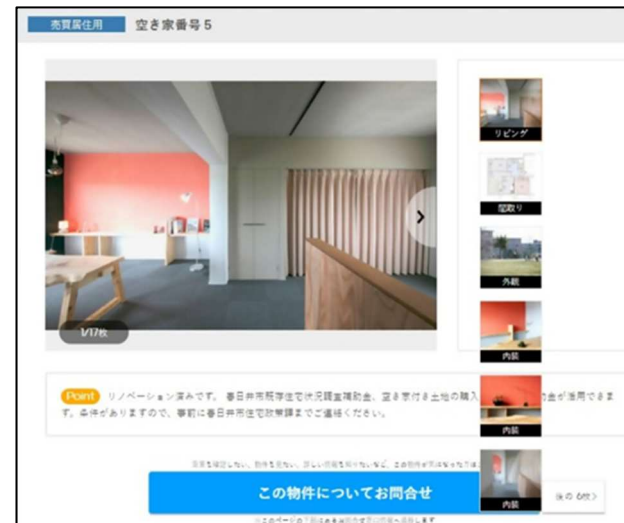 売買居住用
空き家番号5
リビング
間取り
外観
1/17枚
内装
Point リノベーション済みです。 春日井市既存住宅状況調査補助金、空き家付き土地の購入
金が活用できま
す。条件がありますので、事前に春日井市住宅政策課までご連絡ください。
内装
この物件についてお問合せ
内装
後の6枚>